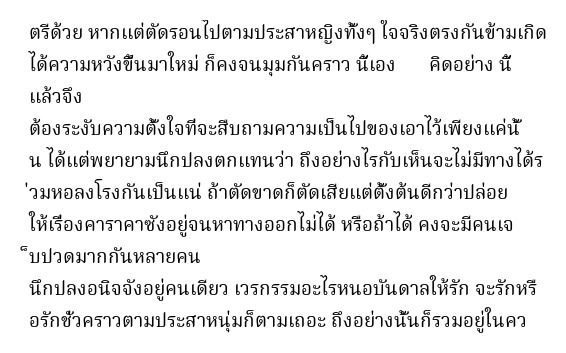 ตรีด้วย หากแต่ตัดรอนไปตามประสาหญิงทั้งๆ ใจจริงตรงกันข้ามเกิด
ได้ความหวังขึ้นมาใหม่ ก็คงจนมุมกันคราว นี้เอง คิดอย่าง นี้
แล้วจึง
ต้องระงับความตั้งใจที่จะสืบถามความเป็นไปของเอาไว้เพียงแค่นั้
น ได้แต่พยายามนึกปลงตกแทนว่า ถึงอย่างไรกับเห็นจะไม่มีทางได้ร
่วมหอลงโรงกันเป็นแน่ ถ้าตัดขาดก็ตัดเสียแต่ตั้งต้นดีกว่าปล่อย
ให้เรื่องคาราคาซังอยู่จนหาทางออกไม่ได้ หรือถ้าได้ คงจะมีคนเจ
็บปวดมากกันหลายคน
นึกปลงอนิจจังอยู่คนเดียว เวรกรรมอะไรหนอบันดาลให้รัก จะรักหรื
อรักชั่วคราวตามประสาหนุ่มก็ตามเถอะ ถึงอย่างนั้นก็รวมอยู่ในคว